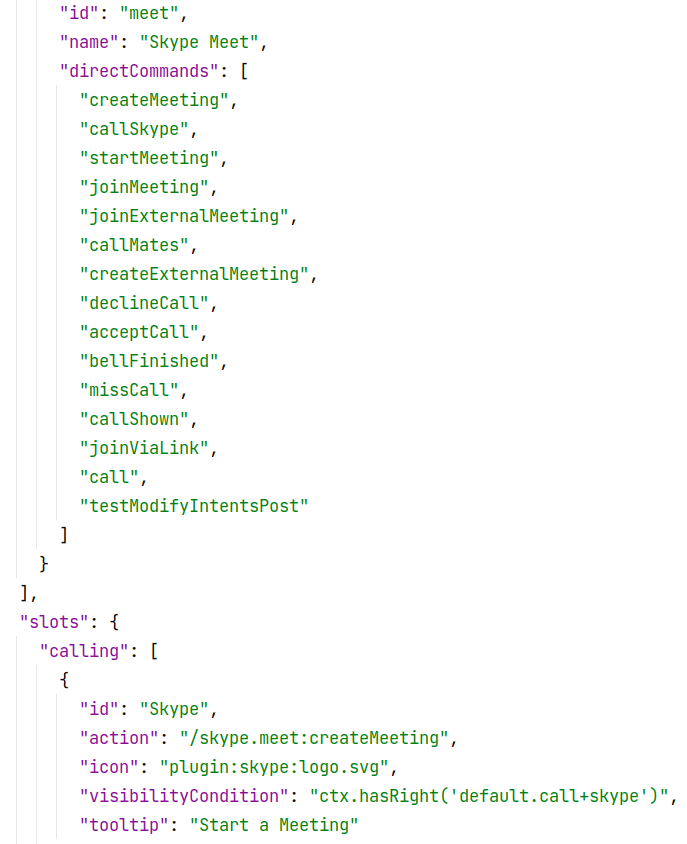 "id": "meet",
"name": "Skype Meet",
"directCommands": [
"createMeeting",
"callSkype",
"startMeeting",
"joinMeeting",
"joinExternalMeeting",
"callMates",
"createExternalMeeting",
"declineCall",
"acceptCall",
"bellFinished",
"missCall",
"callShown",
"joinViaLink",
"call",
"testModifyIntentsPost"
]
}
],
"slots": {
"calling": [
{
"id": "Skype",
"action": "/skype.meet:createMeeting",
"icon": "plugin:skype:logo.svg",
"visibilityCondition": "ctx.hasRight('default.call+skype')",
"tooltip": "Start a Meeting"